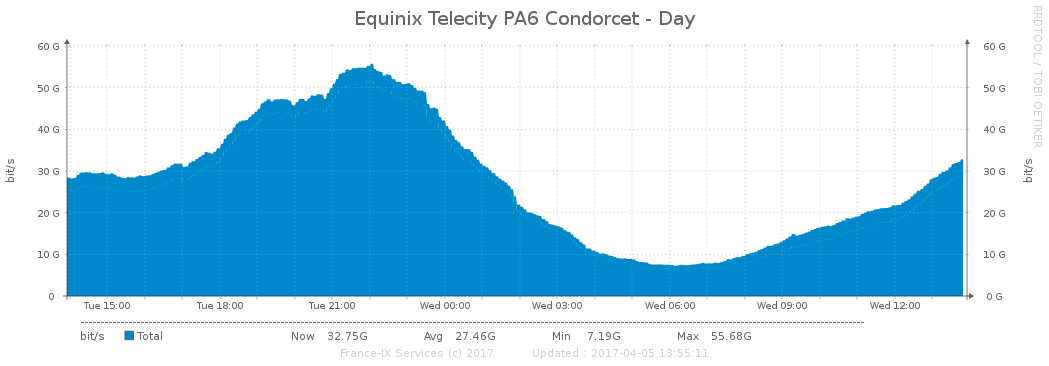 Equinix Telecity PA6 Condorcet - Day
RRDTOOL / TOBI OETIKER
60 G 60 G
50 G 50 G
40 G 40 G
30 G 30 G
20 G 20 G
10 G 10 G
0 0 G
bit/s
bit/s
Tue 15:00 Tue 18:00 Tue 21:00 Wed 00:00 Wed 03:00 Wed 06:00 Wed 09:00 Wed 12:00
bit/s Total Now 32.75G Avg 27.46G Min 7.19G Max 55.68G
France-IX Services (c) 2017 Updated : 2017-04-05 13:55:11